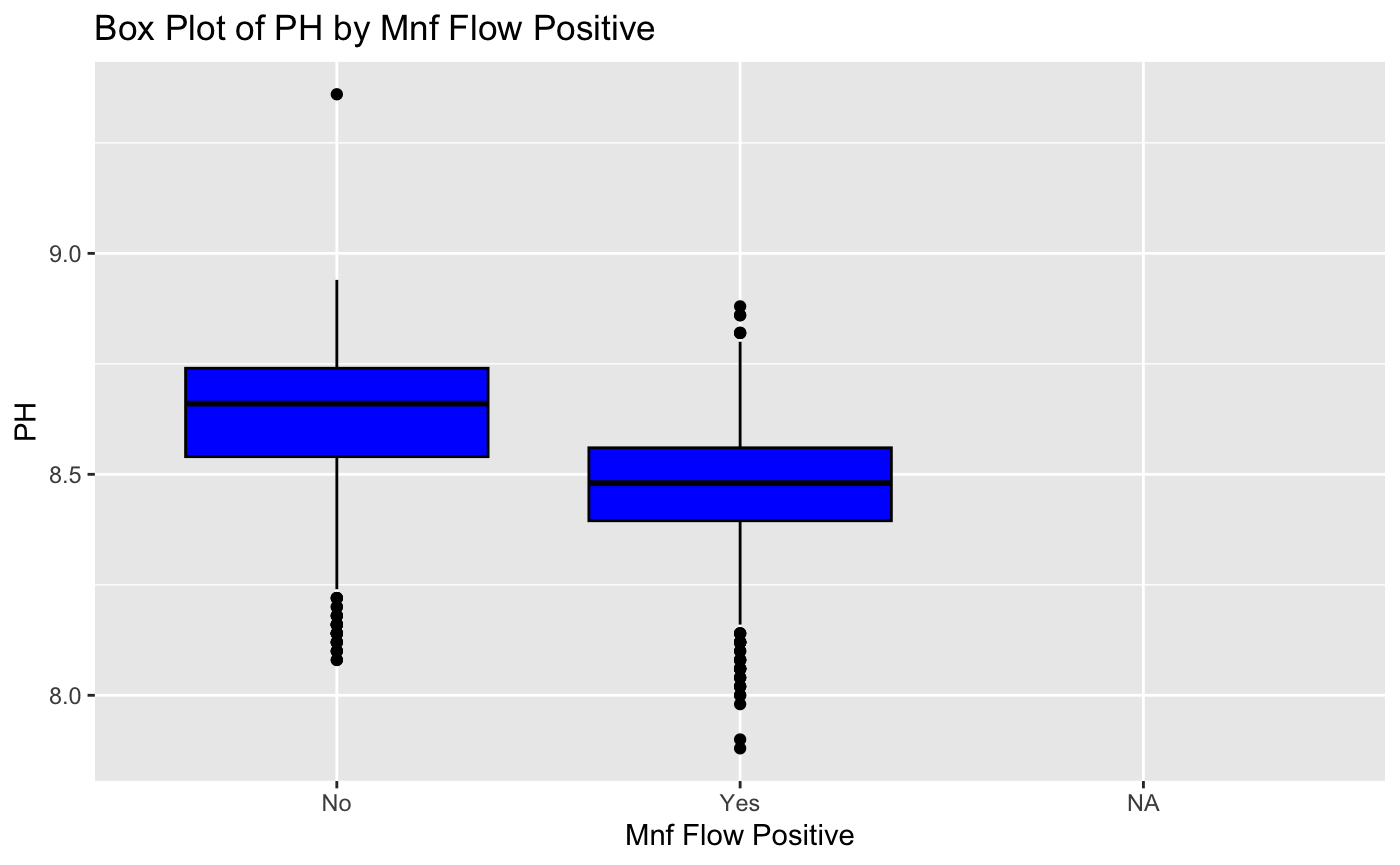 Box Plot of PH by Mnf Flow Positive
9.0
8.5
8.0
PH
No Yes NA
Mnf Flow Positive